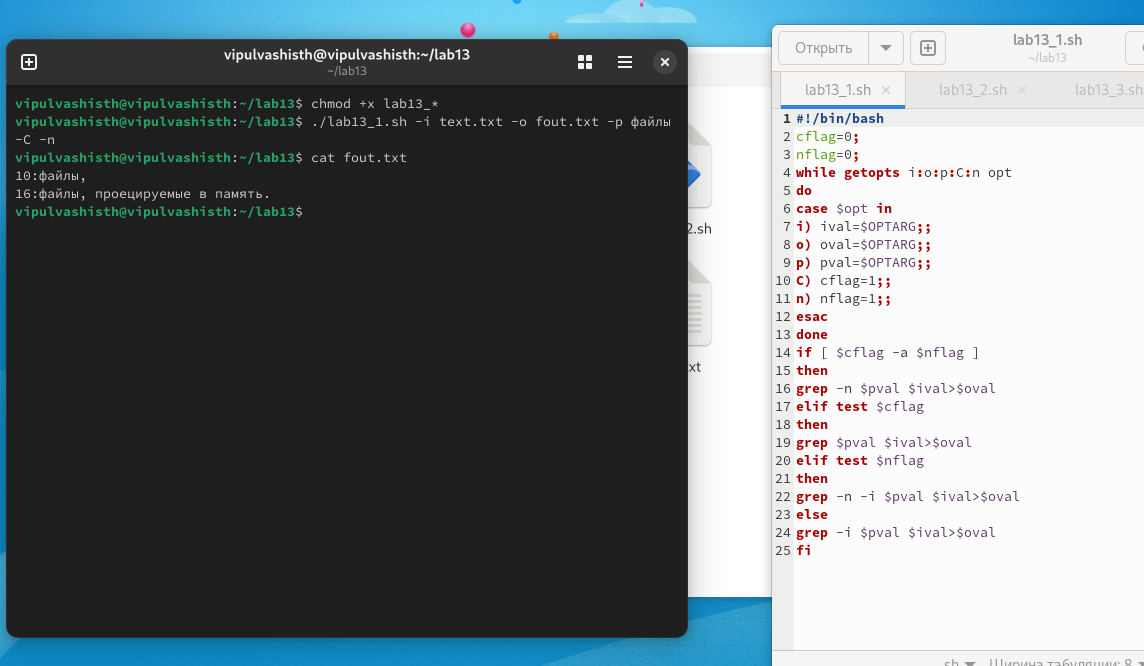 vipulvashisth@vipulvashisth:~/lab13
~/lab13
vipulvashisth@vipulvashisth:~/lab13$ chmod +x lab13_*
vipulvashisth@vipulvashisth:~/lab13$ ./lab13_1.sh -i text.txt -o fout.txt -p файлы
-C -n
vipulvashisth@vipulvashisth:~/lab13$ cat fout.txt
10:файлы,
16:файлы, проецируемые в память.
vipulvashisth@vipulvashisth:~/lab13$
2.sh
xt
Открыть
lab13_1.sh
~/lab13
lab13_1.sh
lab13_2.sh
lab13_3.sh
1 #!/bin/bash
2 cflag=0;
3 nflag=0;
4 while getopts i:o:p:C:n opt
5 do
6 case $opt in
7 i) ival=$OPTARG;;
8 o) oval=$OPTARG;;
9 p) pval=$OPTARG;;
10 C) cflag=1;;
11 n) nflag=1;;
12 esac
13 done
14 if [ $cflag -a $nflag ]
15 then
16 grep -n $pval $ival>$oval
17 elif test $cflag
18 then
19 grep $pval $ival>$oval
20 elif test $nflag
21 then
22 grep -n -i $pval $ival>$oval
23 else
24 grep -i $pval $ival>$oval
25 fi
sh
Ширина табуляции: 8